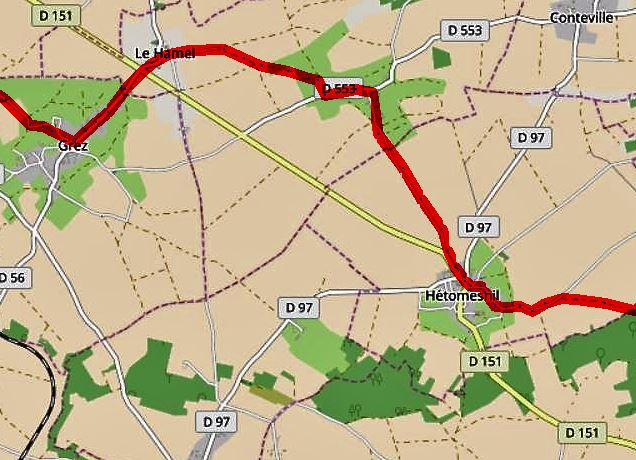 D 151
Conteville
D 553
Le Hamel
D 553
D 97
Grez
D 97
D 56
Hétomesnil
D 97
D 151
D 97
D 151